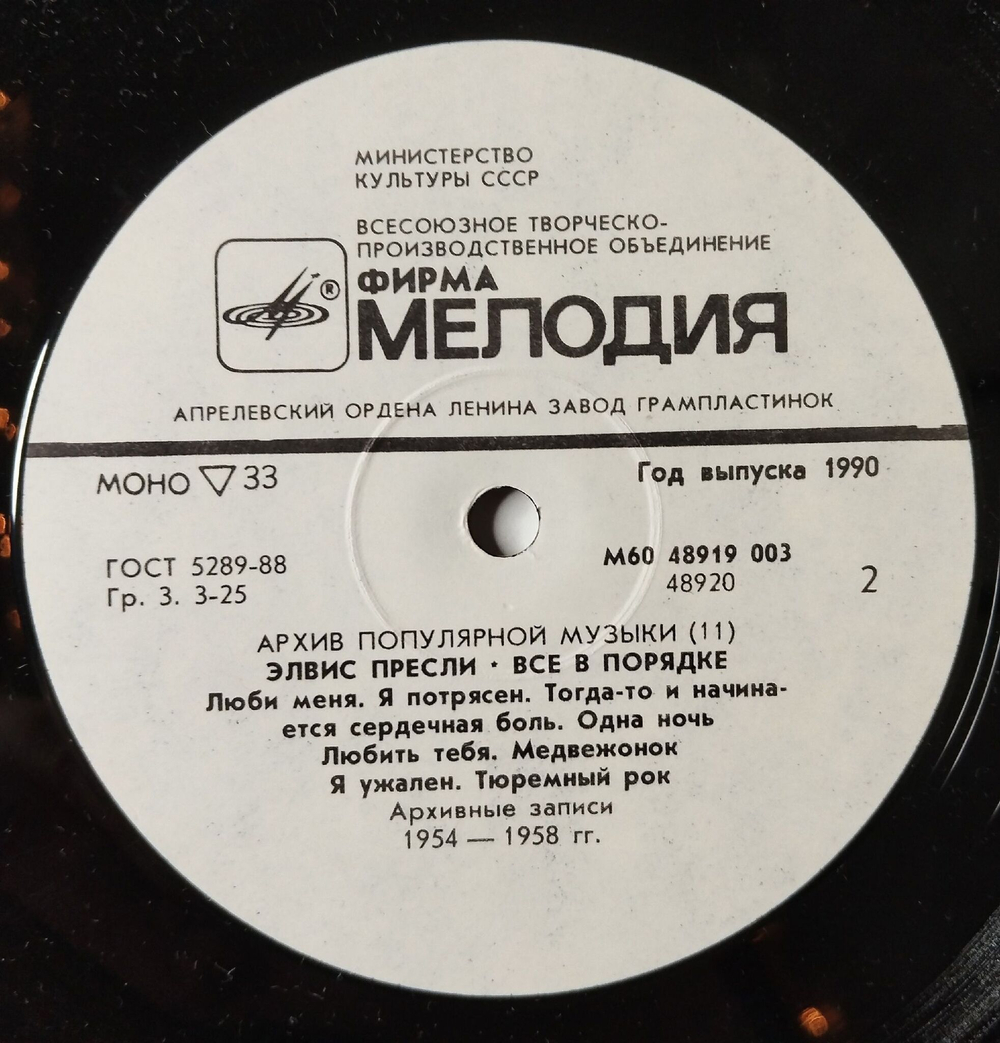 МИНИСТЕРСТВО
КУЛЬТУРЫ СССР
ВСЕСОЮЗНОЕ ТВОРЧЕСКО-
ПРОИЗВОДСТВЕННОЕ ОБЪЕДИНЕНИЕ
ФИРМА
®
МЕЛОДИЯ
АПРЕЛЕВСКИЙ ОРДЕНА ЛЕНИНА ЗАВОД ГРАМПЛАСТИНОК
МОНО ▽ 33
Год выпуска 1990
ГОСТ 5289-88
Гр. 3. 3-25
М60 48919 003
48920
2
АРХИВ ПОПУЛЯРНОЙ МУЗЫКИ (11)
ЭЛВИС ПРЕСЛИ · ВСЕ В ПОРЯДКЕ
Люби меня. Я потрясен. Тогда-то и начина-
ется сердечная боль. Одна ночь
Любить тебя. Медвежонок
Я ужален. Тюремный рок
Архивные записи
1954 — 1958 гг.